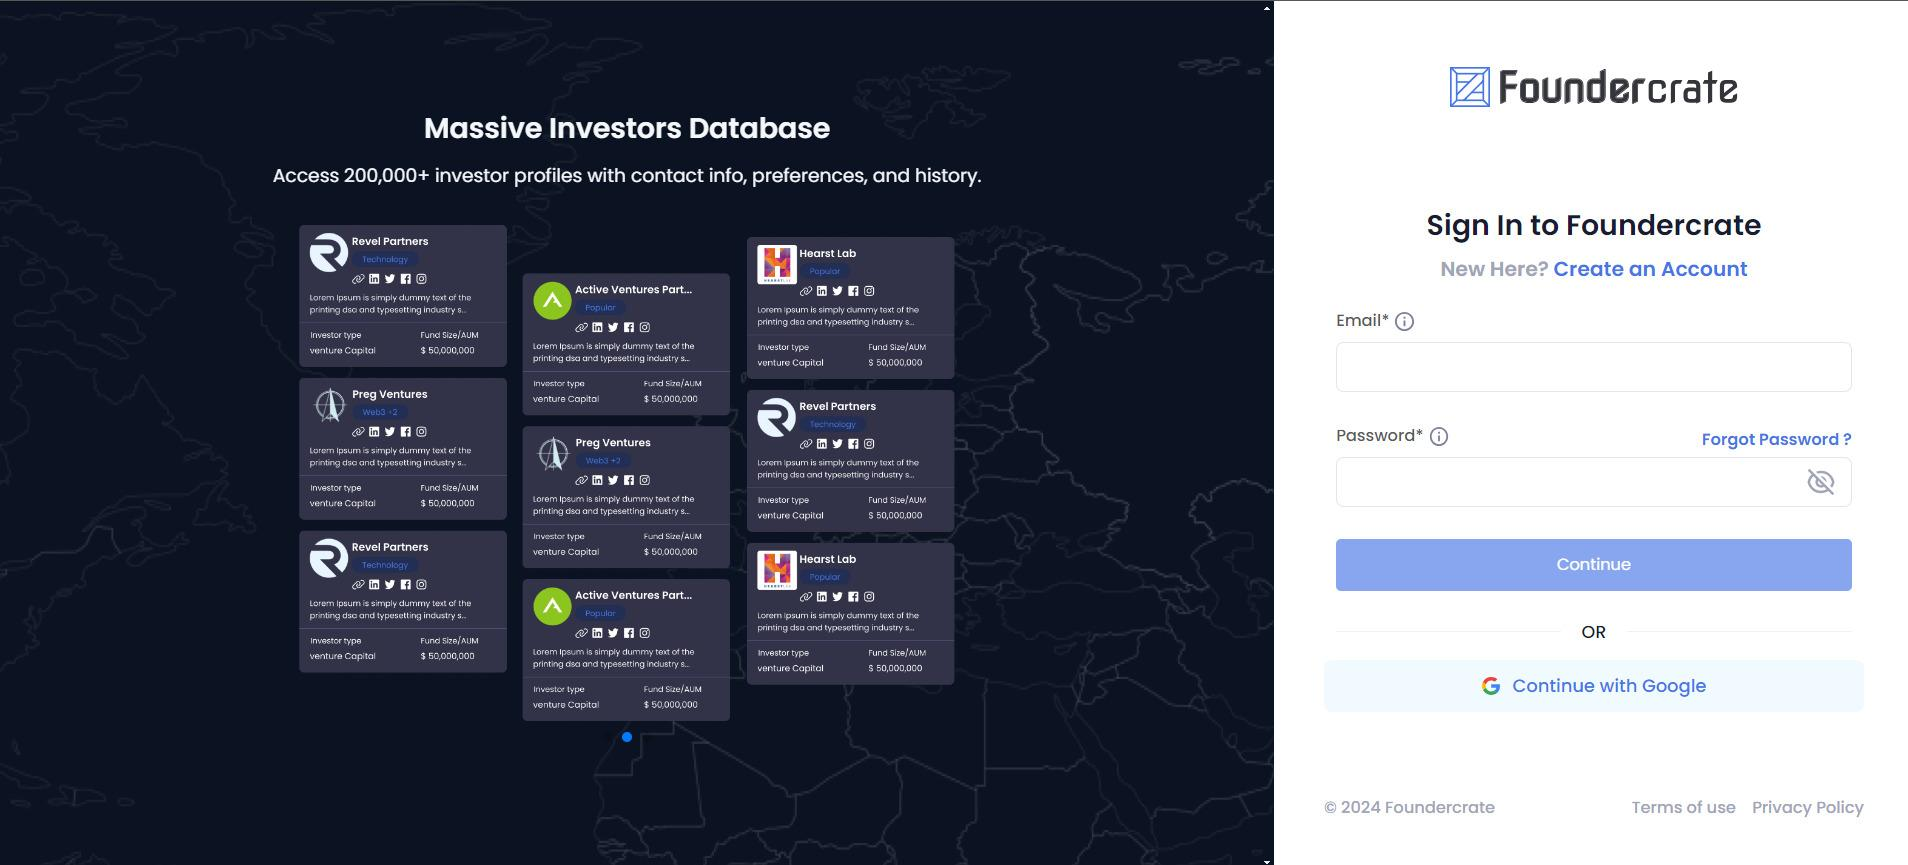 Massive Investors Database
Access 200,000+ investor profiles with contact info, preferences, and history.
Revel Partners
Technology
Lorem Ipsum is simply dummy text of the
printing dsa and typesetting industry s...
Investor type Fund Size/AUM
venture Capital $ 50,000,000
Preg Ventures
Web3 +2
Lorem Ipsum is simply dummy text of the
printing dsa and typesetting industry s...
Investor type Fund Size/AUM
venture Capital $ 50,000,000
Revel Partners
Technology
Lorem Ipsum is simply dummy text of the
printing dsa and typesetting industry s...
Investor type Fund Size/AUM
venture Capital $ 50,000,000
Active Ventures Part...
Popular
Lorem Ipsum is simply dummy text of the
printing dsa and typesetting industry s...
Investor type Fund Size/AUM
venture Capital $ 50,000,000
Preg Ventures
Web3 +2
Lorem Ipsum is simply dummy text of the
printing dsa and typesetting industry s...
Investor type Fund Size/AUM
venture Capital $ 50,000,000
Active Ventures Part...
Popular
Lorem Ipsum is simply dummy text of the
printing dsa and typesetting industry s...
Investor type Fund Size/AUM
venture Capital $ 50,000,000
HEARSTLAB
Hearst Lab
Popular
Lorem Ipsum is simply dummy text of the
printing dsa and typesetting industry s...
Investor type Fund Size/AUM
venture Capital $ 50,000,000
Revel Partners
Technology
Lorem Ipsum is simply dummy text of the
printing dsa and typesetting industry s...
Investor type Fund Size/AUM
venture Capital $ 50,000,000
HEARSTLAB
Hearst Lab
Popular
Lorem Ipsum is simply dummy text of the
printing dsa and typesetting industry s...
Investor type Fund Size/AUM
venture Capital $ 50,000,000
Foundercrate
Sign In to Foundercrate
New Here? Create an Account
Email*
Password* Forgot Password ?
Continue
OR
Continue with Google
© 2024 Foundercrate Terms of use Privacy Policy